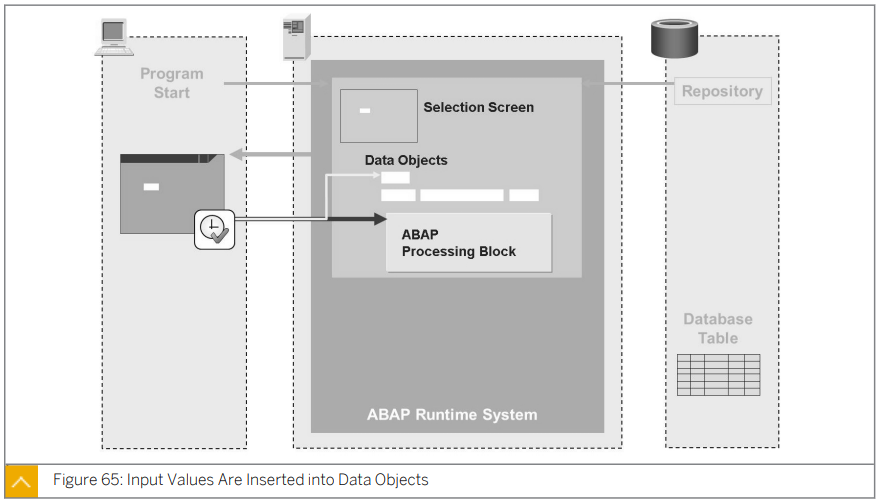 Program
Start
Selection Screen
Repository
Data Objects
ABAP
Processing Block
Database
Table
ABAP Runtime System
Figure 65: Input Values Are Inserted into Data Objects